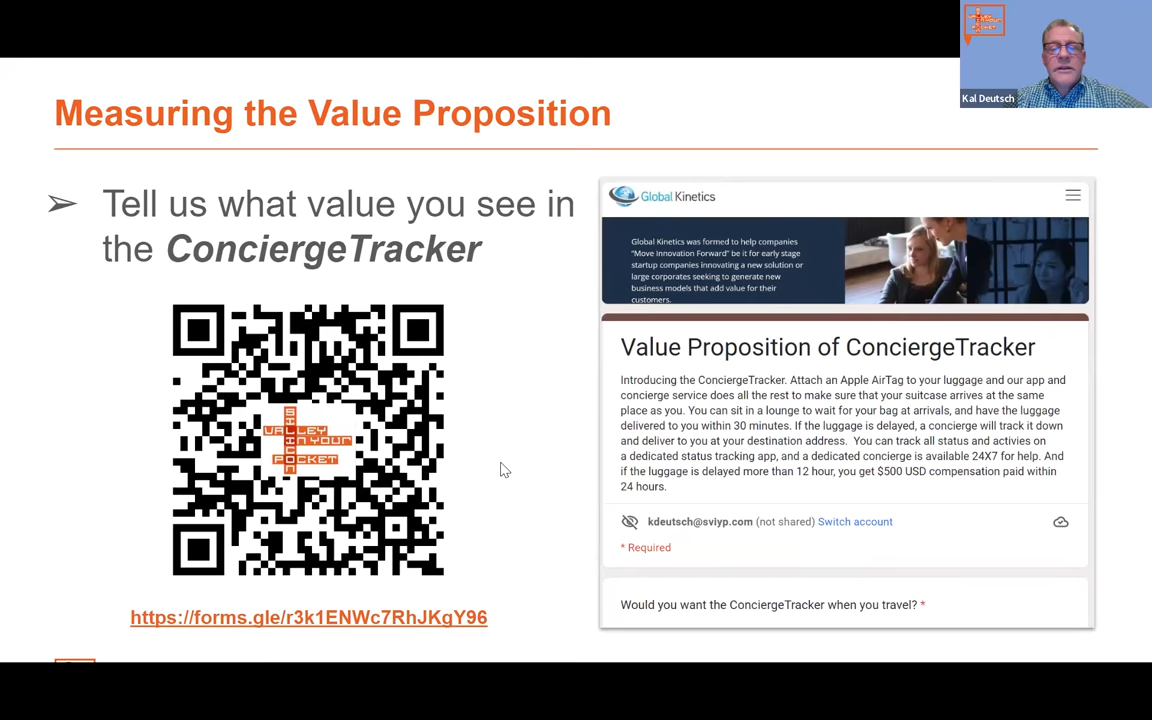 Measuring the Value Proposition
Kal Deutsch
➢ Tell us what value you see in
the ConciergeTracker
SILICON
VALLEY
IN YOUR
POCKET
https://forms.gle/r3k1ENWc7RhJKgY96
Global Kinetics
Global Kinetics was formed to help companies
"Move Innovation Forward" be it for early stage
startup companies innovating a new solution or
large corporates seeking to generate new
business models that add value for their
customers.
Value Proposition of ConciergeTracker
Introducing the ConciergeTracker. Attach an Apple AirTag to your luggage and our app and
concierge service does all the rest to make sure that your suitcase arrives at the same
place as you. You can sit in a lounge to wait for your bag at arrivals, and have the luggage
delivered to you within 30 minutes. If the luggage is delayed, a concierge will track it down
and deliver to you at your destination address. You can track all status and activies on
a dedicated status tracking app, and a dedicated concierge is available 24X7 for you. And
if the luggage is delayed more than 12 hour, you get $500 USD compensation paid within
24 hours.
kdeutsch@sviyp.com (not shared) Switch account
* Required
Would you want the ConciergeTracker when you travel? *